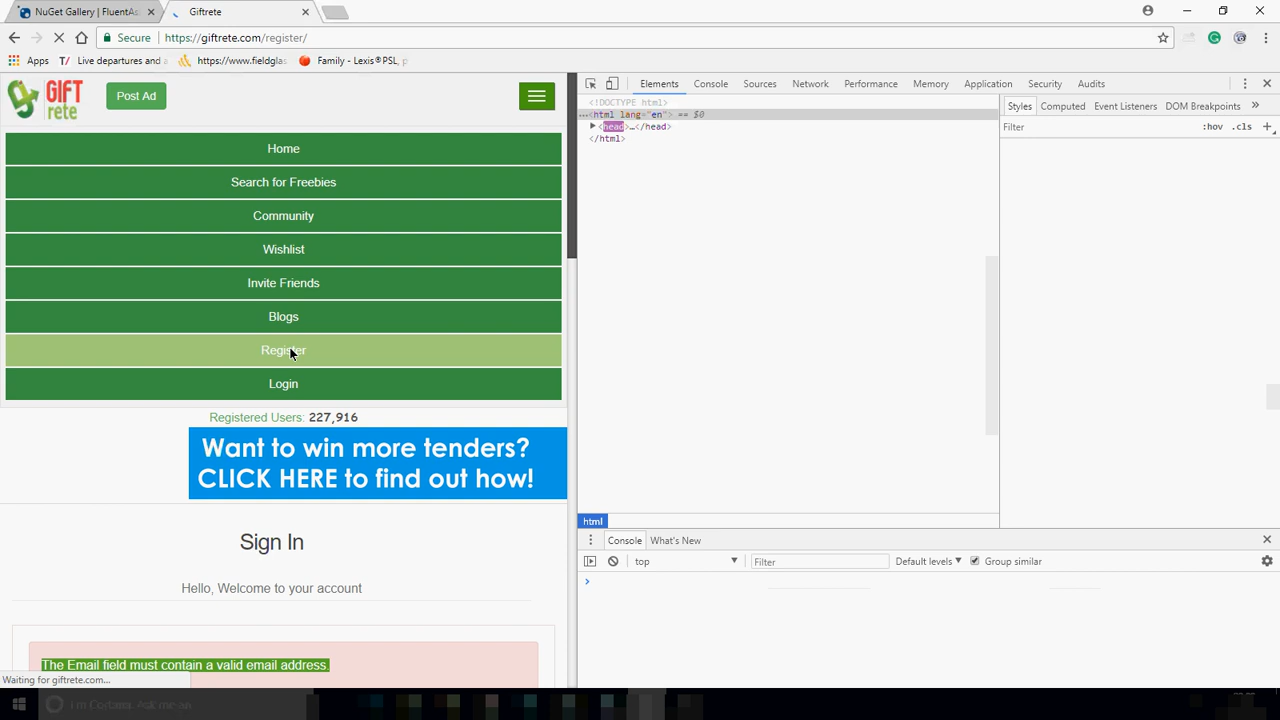 NuGet Gallery | FluentAs
Giftrete
Secure
https://giftrete.com/register/
Apps
Live departures and a
https://www.fieldglas
Family - Lexis®PSL, p
GIFT
rete
Post Ad
Home
Search for Freebies
Community
Wishlist
Invite Friends
Blogs
Register
Login
Registered Users: 227,916
Want to win more tenders?
CLICK HERE to find out how!
Sign In
Hello, Welcome to your account
The Email field must contain a valid email address.
Waiting for giftrete.com...
I'm Cortana. Ask me an
Elements
Console
Sources
Network
Performance
Memory
Application
Security
Audits
<!DOCTYPE html>
...<html lang="en"> == $0
<head>…</head>
</html>
html
Styles
Computed
Event Listeners
DOM Breakpoints
»
Filter
:hov
.cls
+
Console
What's New
top
Filter
Default levels
Group similar